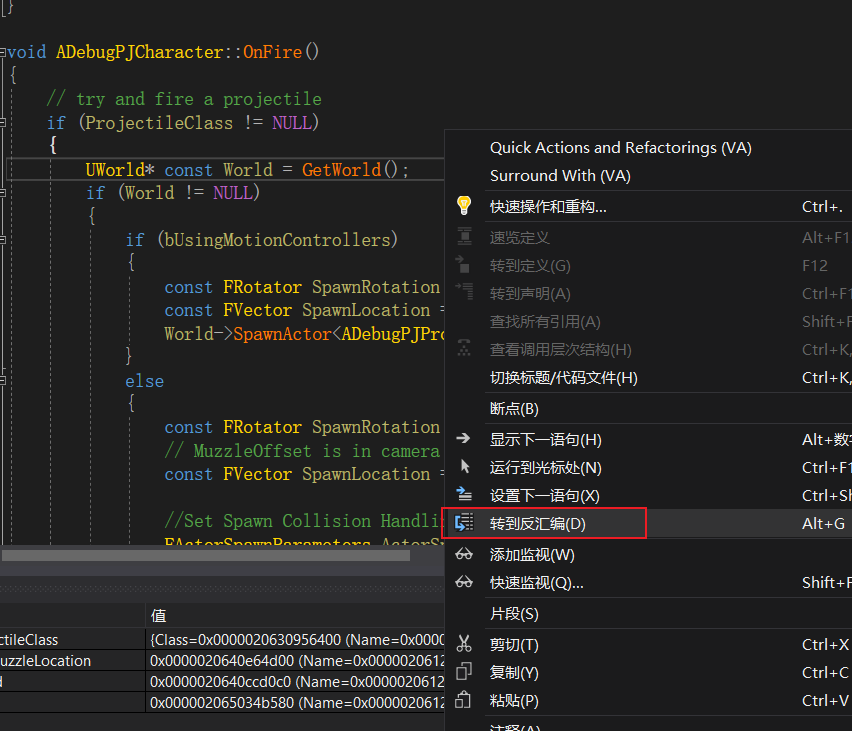 }
void ADebugPJCharacter::OnFire()
{
// try and fire a projectile
if (ProjectileClass != NULL)
{
UWorld* const World = GetWorld();
if (World != NULL)
{
if (bUsingMotionControllers)
{
const FRotator SpawnRotation
const FVector SpawnLocation =
World->SpawnActor<ADebugPJPro
}
else
{
const FRotator SpawnRotation
// MuzzleOffset is in camera
const FVector SpawnLocation =
//Set Spawn Collision Handli
FActorSpawnParameters ActorSp
Quick Actions and Refactorings (VA)
Surround With (VA)
快速操作和重构... Ctrl+.
速览定义 Alt+F1
转到定义(G) F12
转到声明(A) Ctrl+F1
查找所有引用(A) Shift+F
查看调用层次结构(H) Ctrl+K,
切换标题/代码文件(H) Ctrl+K,
断点(B)
显示下一语句(H) Alt+数字
运行到光标处(N) Ctrl+F1
设置下一语句(X) Ctrl+Sh
转到反汇编(D) Alt+G
添加监视(W)
快速监视(Q)... Shift+F
片段(S)
剪切(T) Ctrl+X
复制(Y) Ctrl+C
粘贴(P) Ctrl+V
注释(A)
值
ctileClass {Class=0x0000020630956400 (Name=0x0000
uzzleLocation 0x0000020640e64d00 (Name=0x000002061
d 0x0000020640ccd0c0 (Name=0x0000020612
0x000002065034b580 (Name=0x000002061